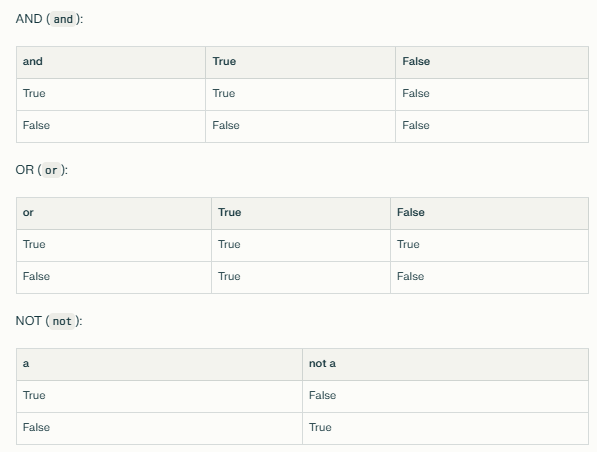 AND (and):
and True False
True True False
False False False
OR (or):
or True False
True True True
False True False
NOT (not):
a not a
True False
False True